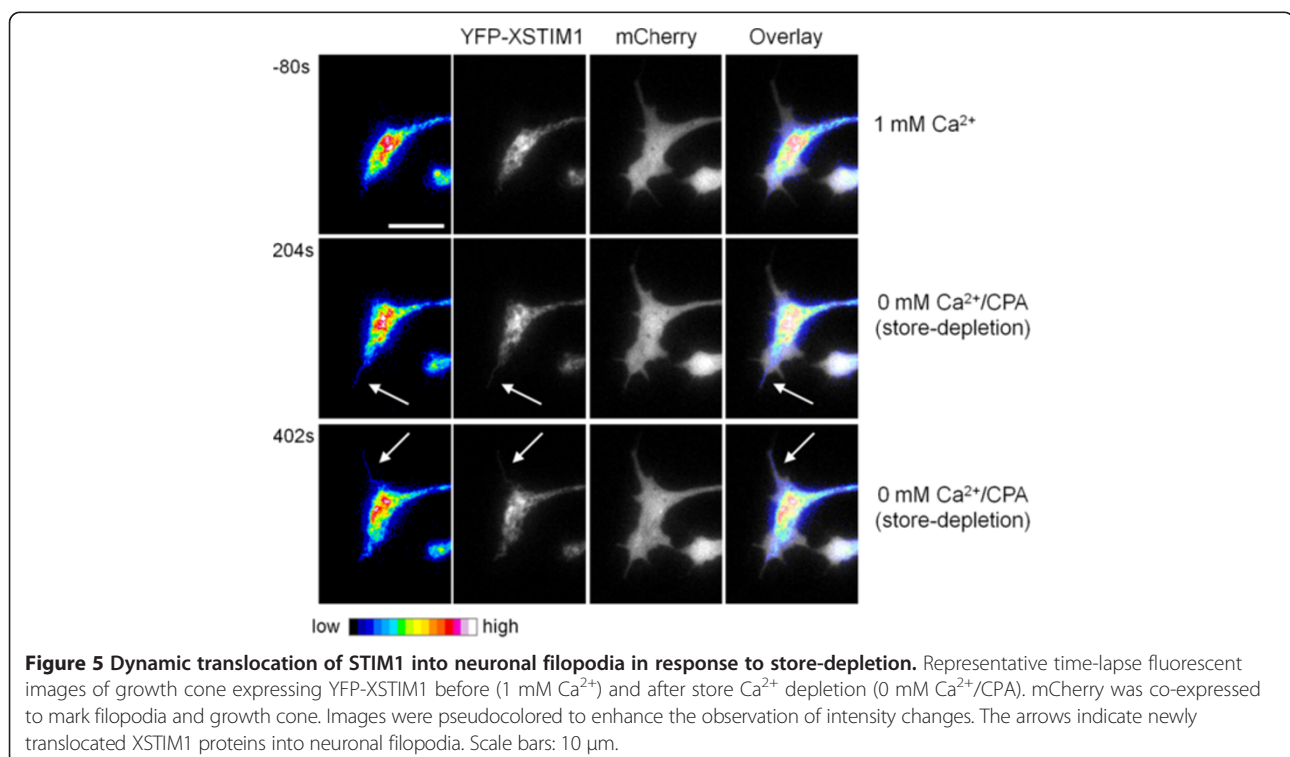 YFP-XSTIM1 mCherry Overlay
-80s
1 mM Ca²⁺
204s
0 mM Ca²⁺/CPA
(store-depletion)
402s
0 mM Ca²⁺/CPA
(store-depletion)
low high
Figure 5 Dynamic translocation of STIM1 into neuronal filopodia in response to store-depletion. Representative time-lapse fluorescent
images of growth cone expressing YFP-XSTIM1 before (1 mM Ca²⁺) and after store Ca²⁺ depletion (0 mM Ca²⁺/CPA). mCherry was co-expressed
to mark filopodia and growth cone. Images were pseudocolored to enhance the observation of intensity changes. The arrows indicate newly
translocated XSTIM1 proteins into neuronal filopodia. Scale bars: 10 μm.